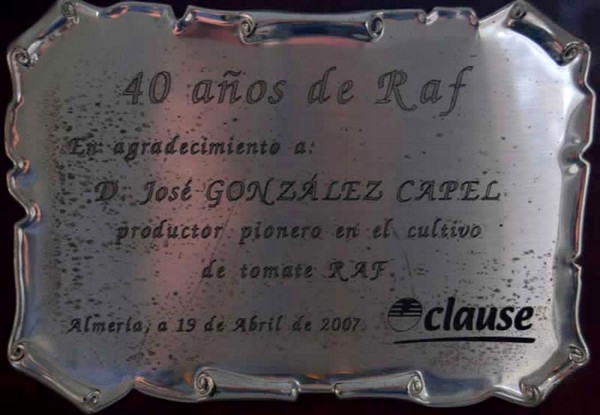 40 años de Raf
En agradecimiento a:
D. José GONZÁLEZ CAPEL
productor pionero en el cultivo
de tomate RAF.
Almería, a 19 de Abril de 2007.
clause